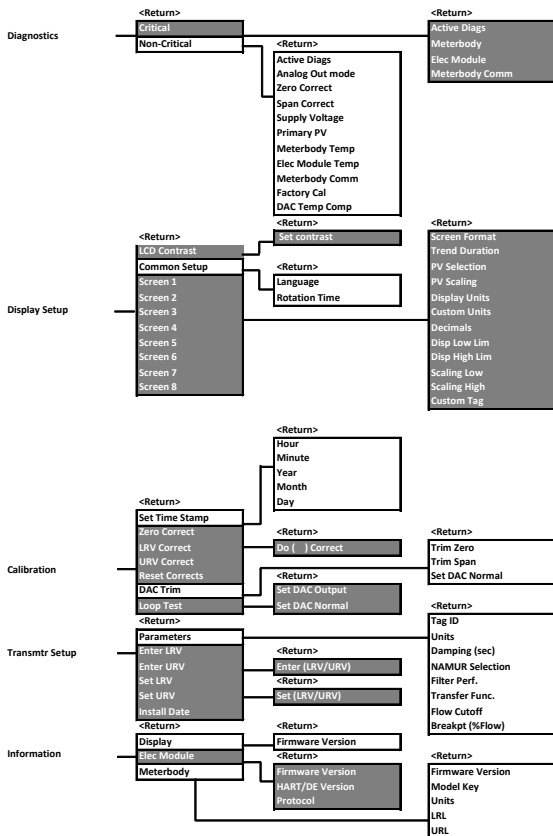 Diagnostics
<Return>
Critical
Non-Critical
<Return>
Active Diags
Meterbody
Elec Module
Meterbody Comm
<Return>
Active Diags
Analog Out mode
Zero Correct
Span Correct
Supply Voltage
Primary PV
Meterbody Temp
Elec Module Temp
Meterbody Comm
Factory Cal
DAC Temp Comp
Display Setup
<Return>
LCD Contrast
Common Setup
Screen 1
Screen 2
Screen 3
Screen 4
Screen 5
Screen 6
Screen 7
Screen 8
<Return>
Set contrast
<Return>
Language
Rotation Time
<Return>
Screen Format
Trend Duration
PV Selection
PV Scaling
Display Units
Custom Units
Decimals
Disp Low Lim
Disp High Lim
Scaling Low
Scaling High
Custom Tag
Calibration
<Return>
Set Time Stamp
Zero Correct
LRV Correct
URV Correct
Reset Corrects
DAC Trim
Loop Test
<Return>
Hour
Minute
Year
Month
Day
<Return>
Do (    ) Correct
<Return>
Set DAC Output
Set DAC Normal
<Return>
Trim Zero
Trim Span
Set DAC Normal
Transmtr Setup
<Return>
Parameters
Enter LRV
Enter URV
Set LRV
Set URV
Install Date
<Return>
Enter (LRV/URV)
<Return>
Set (LRV/URV)
<Return>
Tag ID
Units
Damping (sec)
NAMUR Selection
Filter Perf.
Transfer Func.
Flow Cutoff
Breakpt (%Flow)
Information
<Return>
Display
Elec Module
Meterbody
<Return>
Firmware Version
<Return>
Firmware Version
HART/DE Version
Protocol
<Return>
Firmware Version
Model Key
Units
LRL
URL